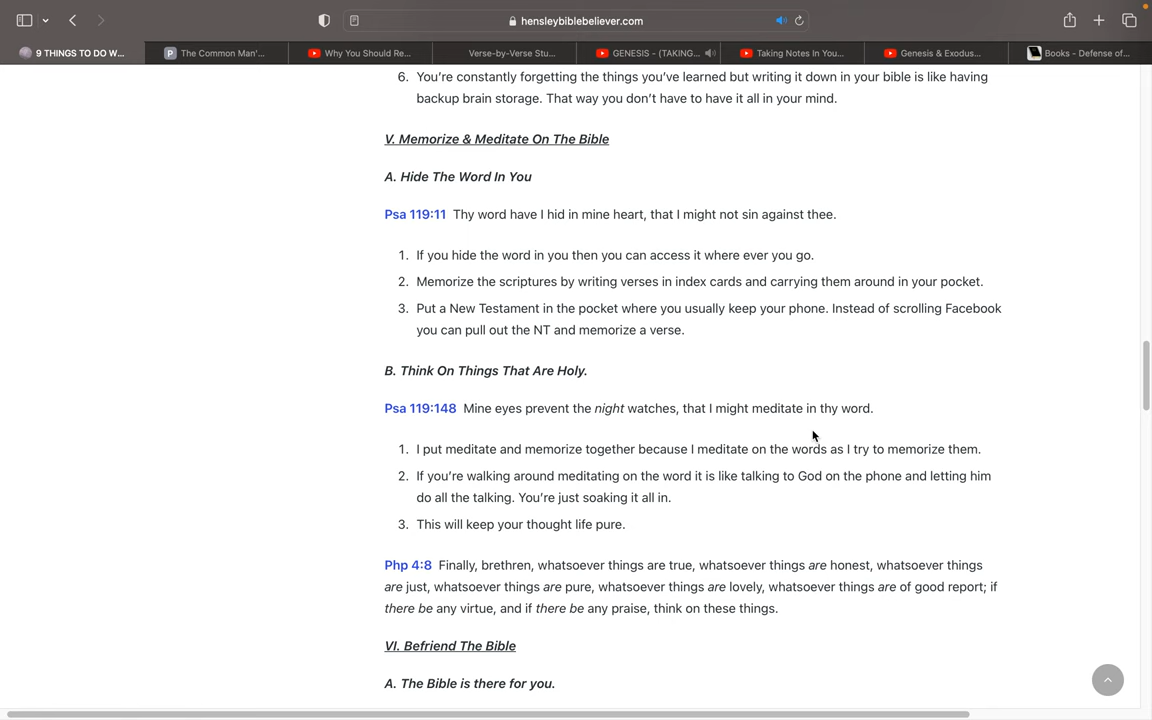 hensleybiblebeliever.com
9 THINGS TO DO W...
P The Common Man'...
Why You Should Re...
Verse-by-Verse Stu...
GENESIS - (TAKING...
Taking Notes In You...
Genesis & Exodus...
Books - Defense of...
6. You’re constantly forgetting the things you’ve learned but writing it down in your bible is like having
backup brain storage. That way you don’t have to have it all in your mind.
V. Memorize & Meditate On The Bible
A. Hide The Word In You
Psa 119:11 Thy word have I hid in mine heart, that I might not sin against thee.
1. If you hide the word in you then you can access it where ever you go.
2. Memorize the scriptures by writing verses in index cards and carrying them around in your pocket.
3. Put a New Testament in the pocket where you usually keep your phone. Instead of scrolling Facebook
you can pull out the NT and memorize a verse.
B. Think On Things That Are Holy.
Psa 119:148 Mine eyes prevent the night watches, that I might meditate in thy word.
1. I put meditate and memorize together because I meditate on the words as I try to memorize them.
2. If you’re walking around meditating on the word it is like talking to God on the phone and letting him
do all the talking. You’re just soaking it all in.
3. This will keep your thought life pure.
Php 4:8 Finally, brethren, whatsoever things are true, whatsoever things are honest, whatsoever things
are just, whatsoever things are pure, whatsoever things are lovely, whatsoever things are of good report; if
there be any virtue, and if there be any praise, think on these things.
VI. Befriend The Bible
A. The Bible is there for you.